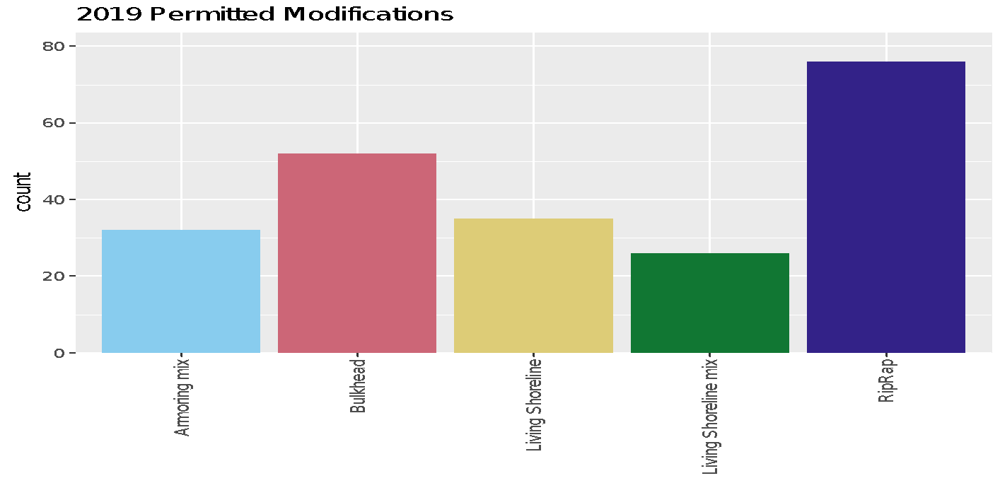 2019 Permitted Modifications
80
60
40
20
0
count
Armoring mix
Bulkhead
Living Shoreline
Living Shoreline mix
RipRap